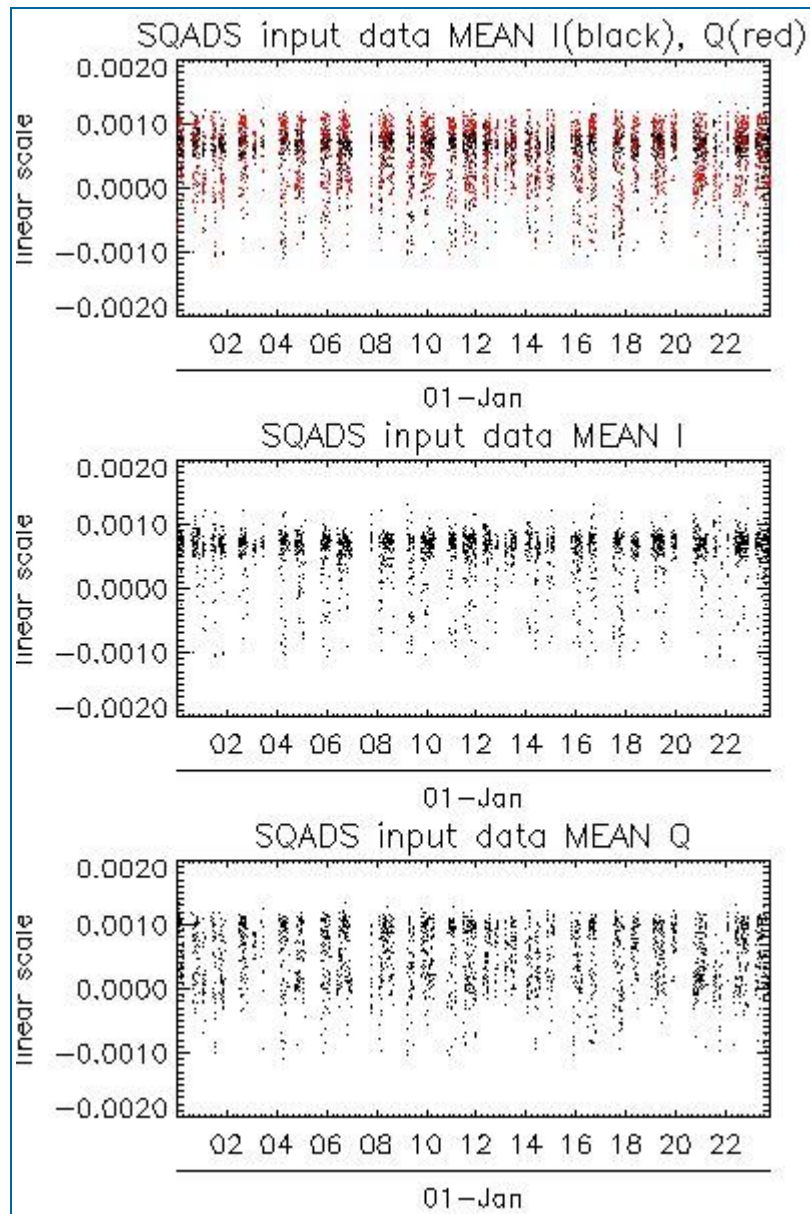 SQADS input data MEAN I(black), Q(red)
0.0020
0.0010
0.0000
-0.0010
-0.0020
linear scale
02 04 06 08 10 12 14 16 18 20 22
01-Jan
SQADS input data MEAN I
0.0020
0.0010
0.0000
-0.0010
-0.0020
linear scale
02 04 06 08 10 12 14 16 18 20 22
01-Jan
SQADS input data MEAN Q
0.0020
0.0010
0.0000
-0.0010
-0.0020
linear scale
02 04 06 08 10 12 14 16 18 20 22
01-Jan